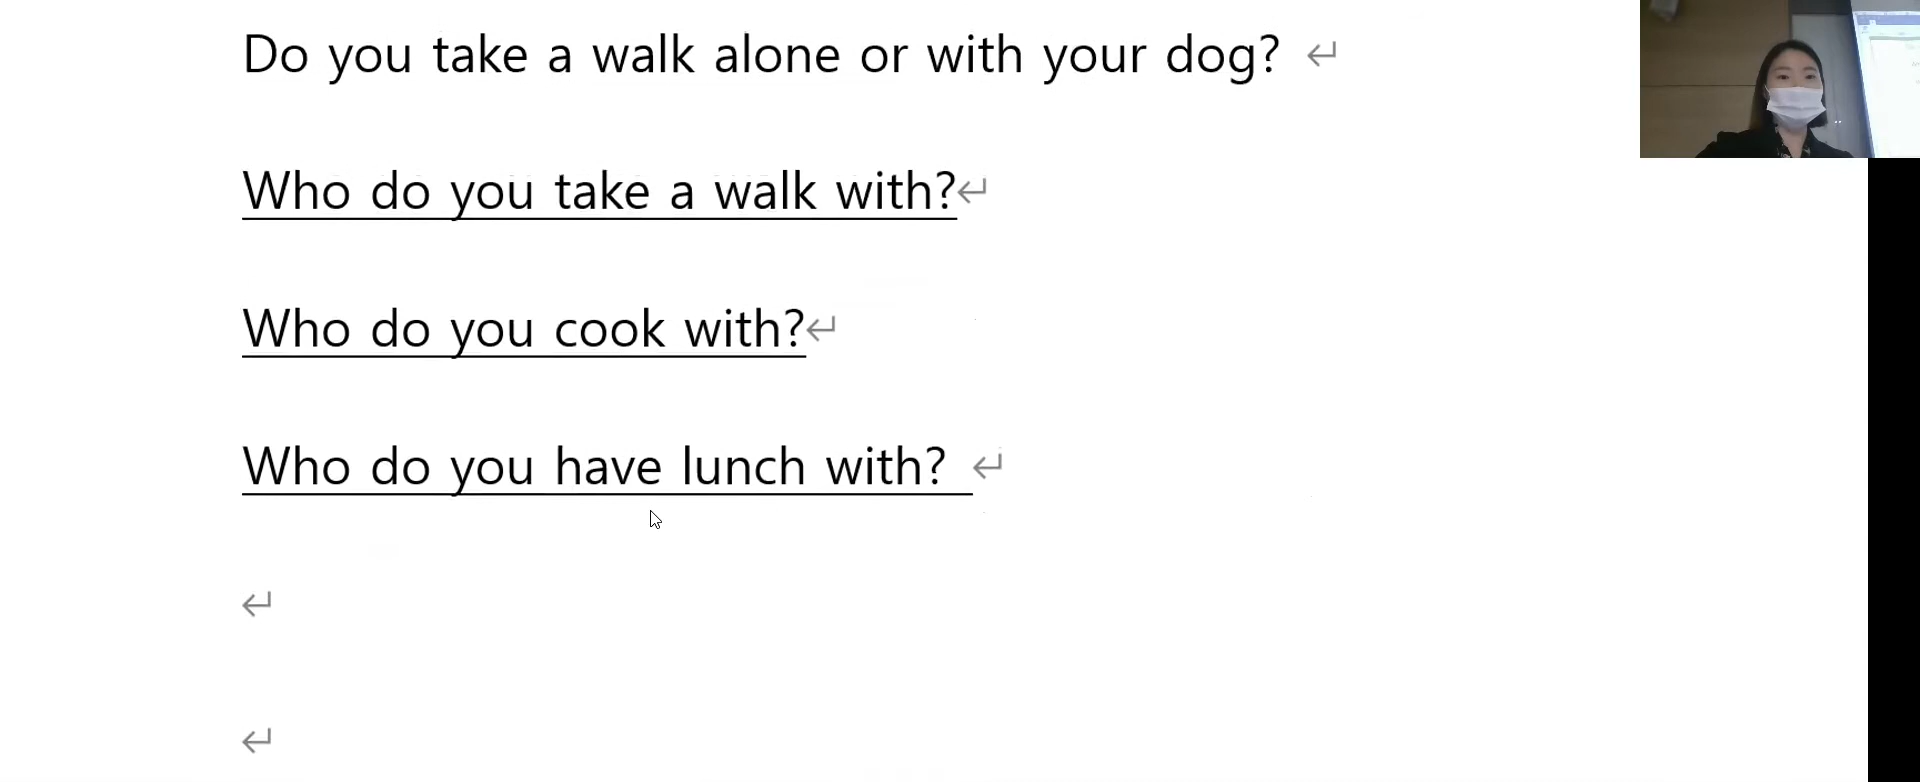 Do you take a walk alone or with your dog?
Who do you take a walk with?
Who do you cook with?
Who do you have lunch with?